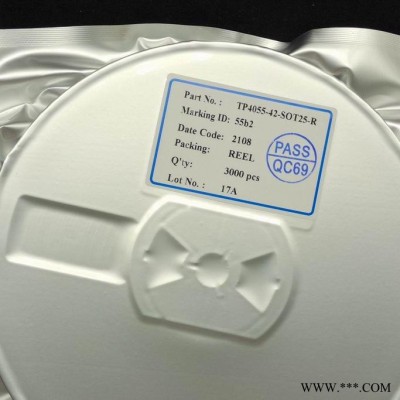 Part No. : TP4055-42-SOT25-R
Marking ID: 55b2
Date Code: 2108
Packing: REEL
Q'ty: 3000 pcs
Lot No. : 17A
PASS
QC69
WWW.***.COM